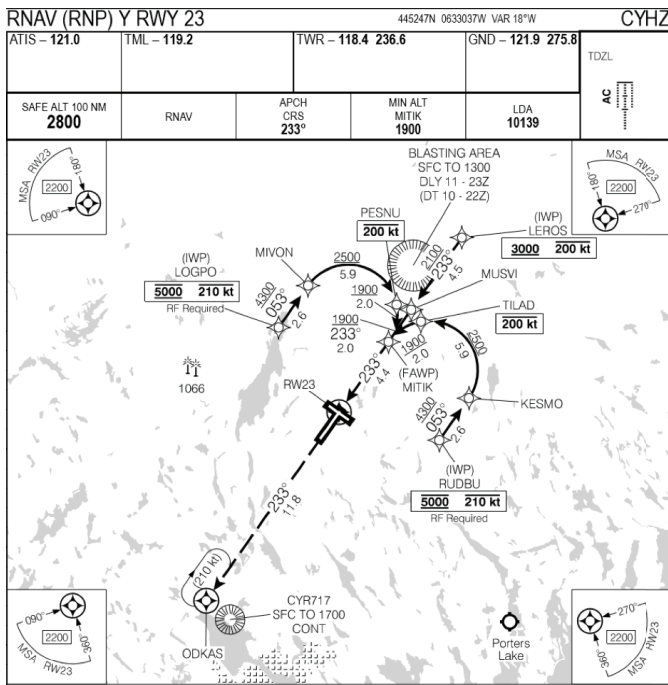 RNAV (RNP) Y RWY 23
445247N 0633037W VAR 18°W
CYHZ
ATIS – 121.0
TML – 119.2
TWR – 118.4 236.6
GND – 121.9 275.8
TDZL
AC
SAFE ALT 100 NM
2800
RNAV
APCH
CRS
233°
MIN ALT
MITIK
1900
LDA
10139
MSA RW23
2200
180°
090°
BLASTING AREA
SFC TO 1300
DLY 11 - 23Z
(DT 10 - 22Z)
MSA RW23
2200
180°
270°
PESNU
200 kt
(IWP)
LEROS
3000 200 kt
2100
233°
4.5
MIVON
2500
5.9
(IWP)
LOGPO
5000 210 kt
RF Required
4300
053°
2.6
MUSVI
1900
2.0
TILAD
200 kt
1900
233°
2.0
1900
2.0
2500
5.9
(FAWP)
MITIK
1066
233°
4.4
RW23
KESMO
4300
053°
2.6
(IWP)
RUDBU
5000 210 kt
RF Required
233°
11.8
(210 kt)
CYR717
SFC TO 1700
CONT
ODKAS
Porters
Lake
090°
2200
360°
MSA RW23
270°
2200
360°
MSA RW23